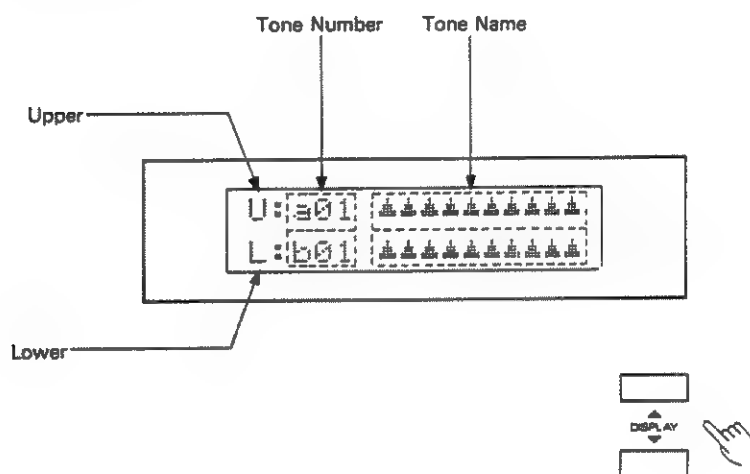 Tone Number Tone Name
Upper
U:a01
L:b01
Lower
DISPLAY